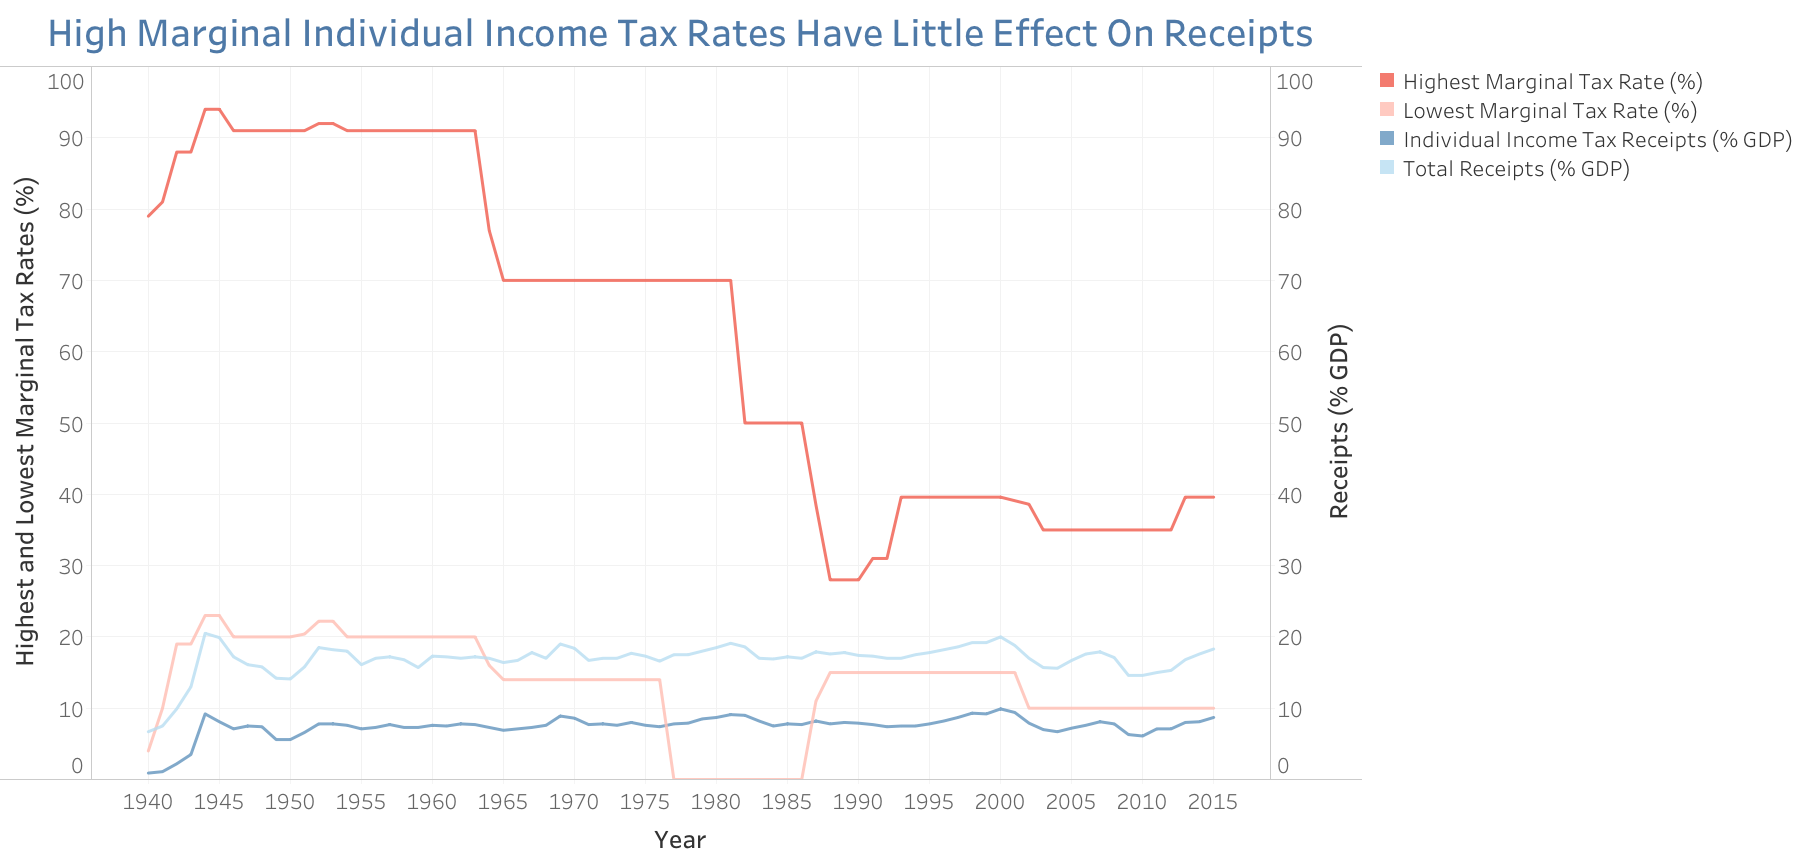 High Marginal Individual Income Tax Rates Have Little Effect On Receipts
Highest Marginal Tax Rate (%)
Lowest Marginal Tax Rate (%)
Individual Income Tax Receipts (% GDP)
Total Receipts (% GDP)
Highest and Lowest Marginal Tax Rates (%)
100
90
80
70
60
50
40
30
20
10
0
100
90
80
70
60
50
40
30
20
10
0
Receipts (% GDP)
1940 1945 1950 1955 1960 1965 1970 1975 1980 1985 1990 1995 2000 2005 2010 2015
Year